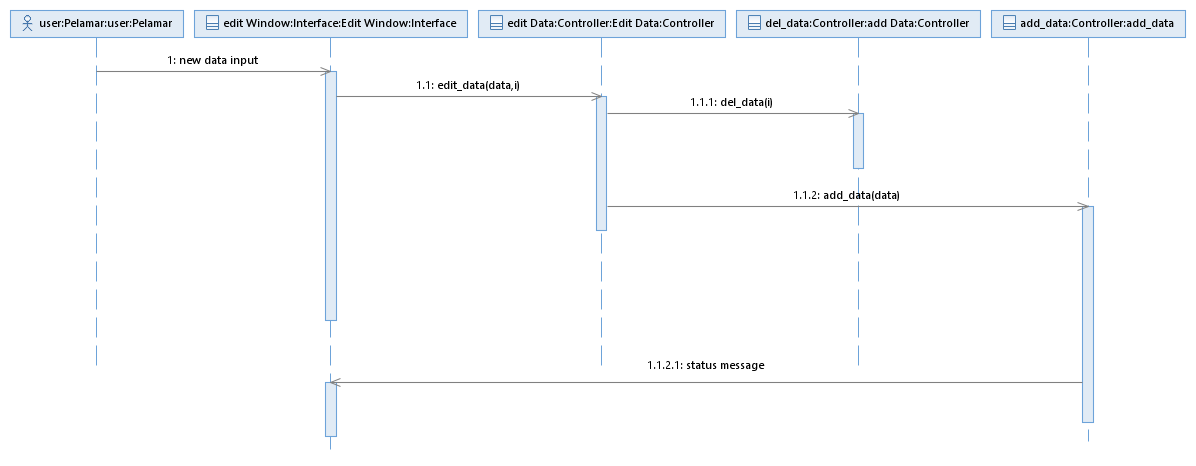 user:Pelamar:user:Pelamar
edit Window:Interface:Edit Window:Interface
edit Data:Controller:Edit Data:Controller
del_data:Controller:add Data:Controller
add_data:Controller:add_data
1: new data input
1.1: edit_data(data,i)
1.1.1: del_data(i)
1.1.2: add_data(data)
1.1.2.1: status message